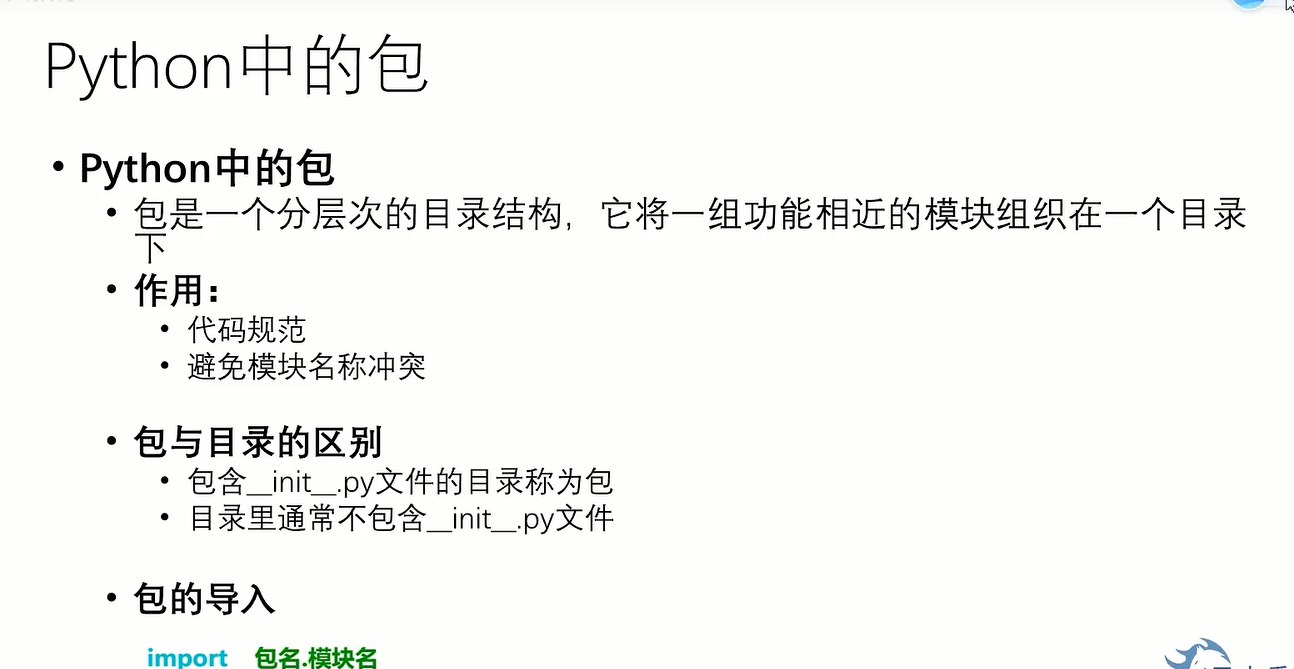 Python中的包
• Python中的包
• 包是一个分层次的目录结构，它将一组功能相近的模块组织在一个目录
下
• 作用：
• 代码规范
• 避免模块名称冲突
• 包与目录的区别
• 包含__init__.py文件的目录称为包
• 目录里通常不包含__init__.py文件
• 包的导入
import 包名.模块名